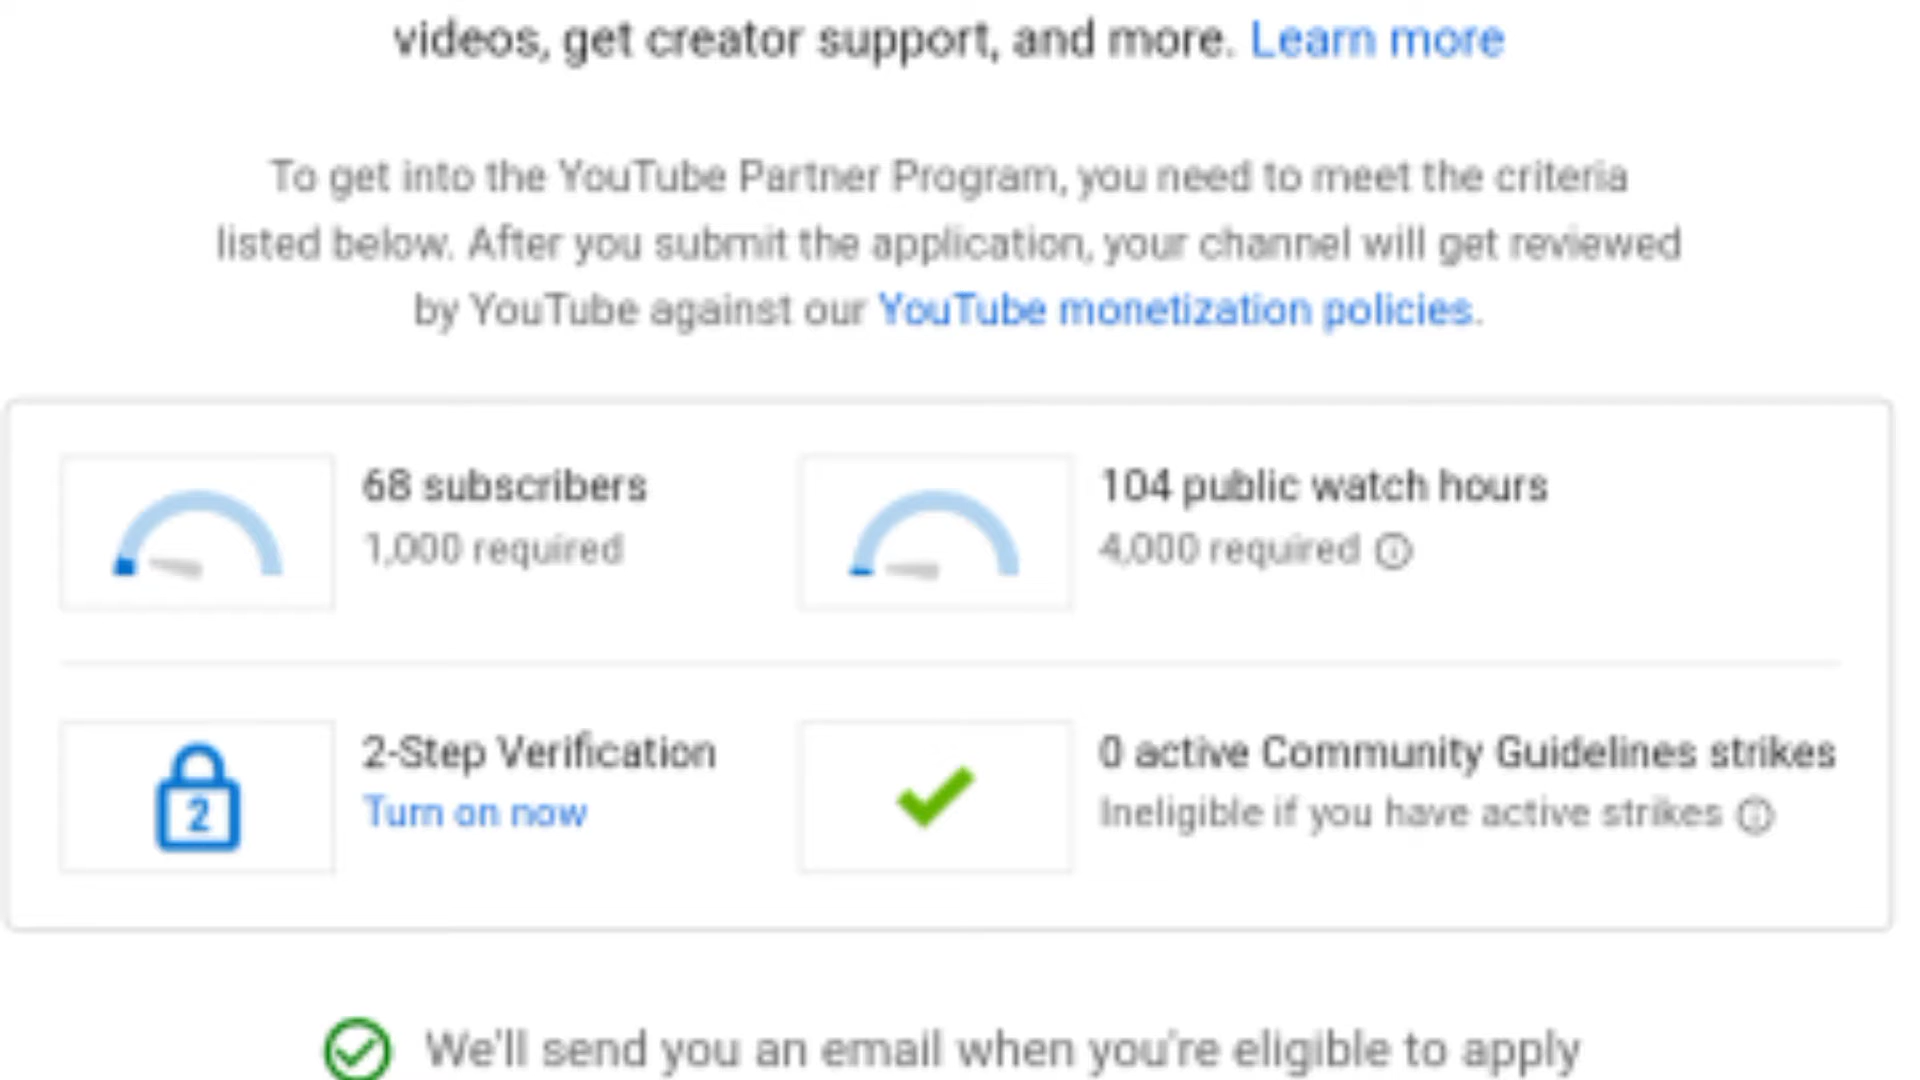 videos, get creator support, and more. Learn more
To get into the YouTube Partner Program, you need to meet the criteria
listed below. After you submit the application, your channel will get reviewed
by YouTube against our YouTube monetization policies.
68 subscribers
1,000 required
104 public watch hours
4,000 required
2-Step Verification
Turn on now
2
0 active Community Guidelines strikes
Ineligible if you have active strikes
We'll send you an email when you're eligible to apply